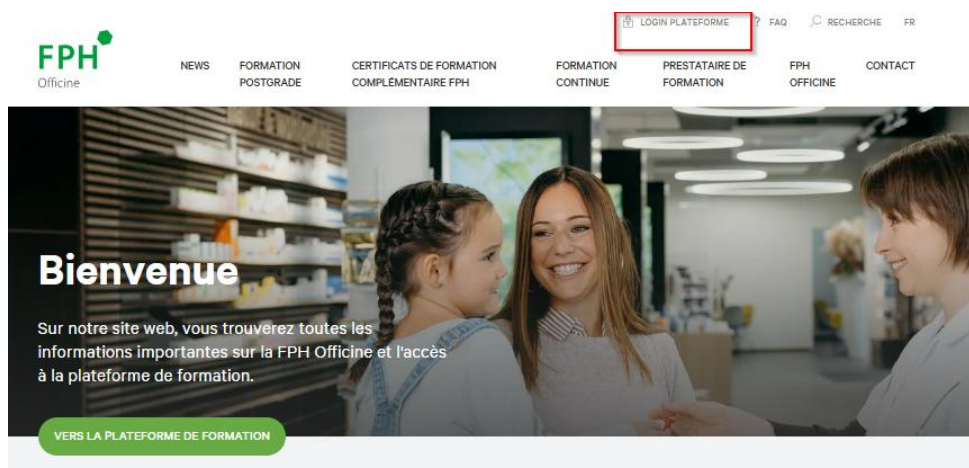 LOGIN PLATEFORME ? FAQ RECHERCHE FR
FPH
Officine
NEWS
FORMATION
POSTGRADE
CERTIFICATS DE FORMATION
COMPLÉMENTAIRE FPH
FORMATION
CONTINUE
PRESTATAIRE DE
FORMATION
FPH
OFFICINE
CONTACT
Bienvenue
Sur notre site web, vous trouverez toutes les
informations importantes sur la FPH Officine et l'accès
à la plateforme de formation.
VERS LA PLATEFORME DE FORMATION